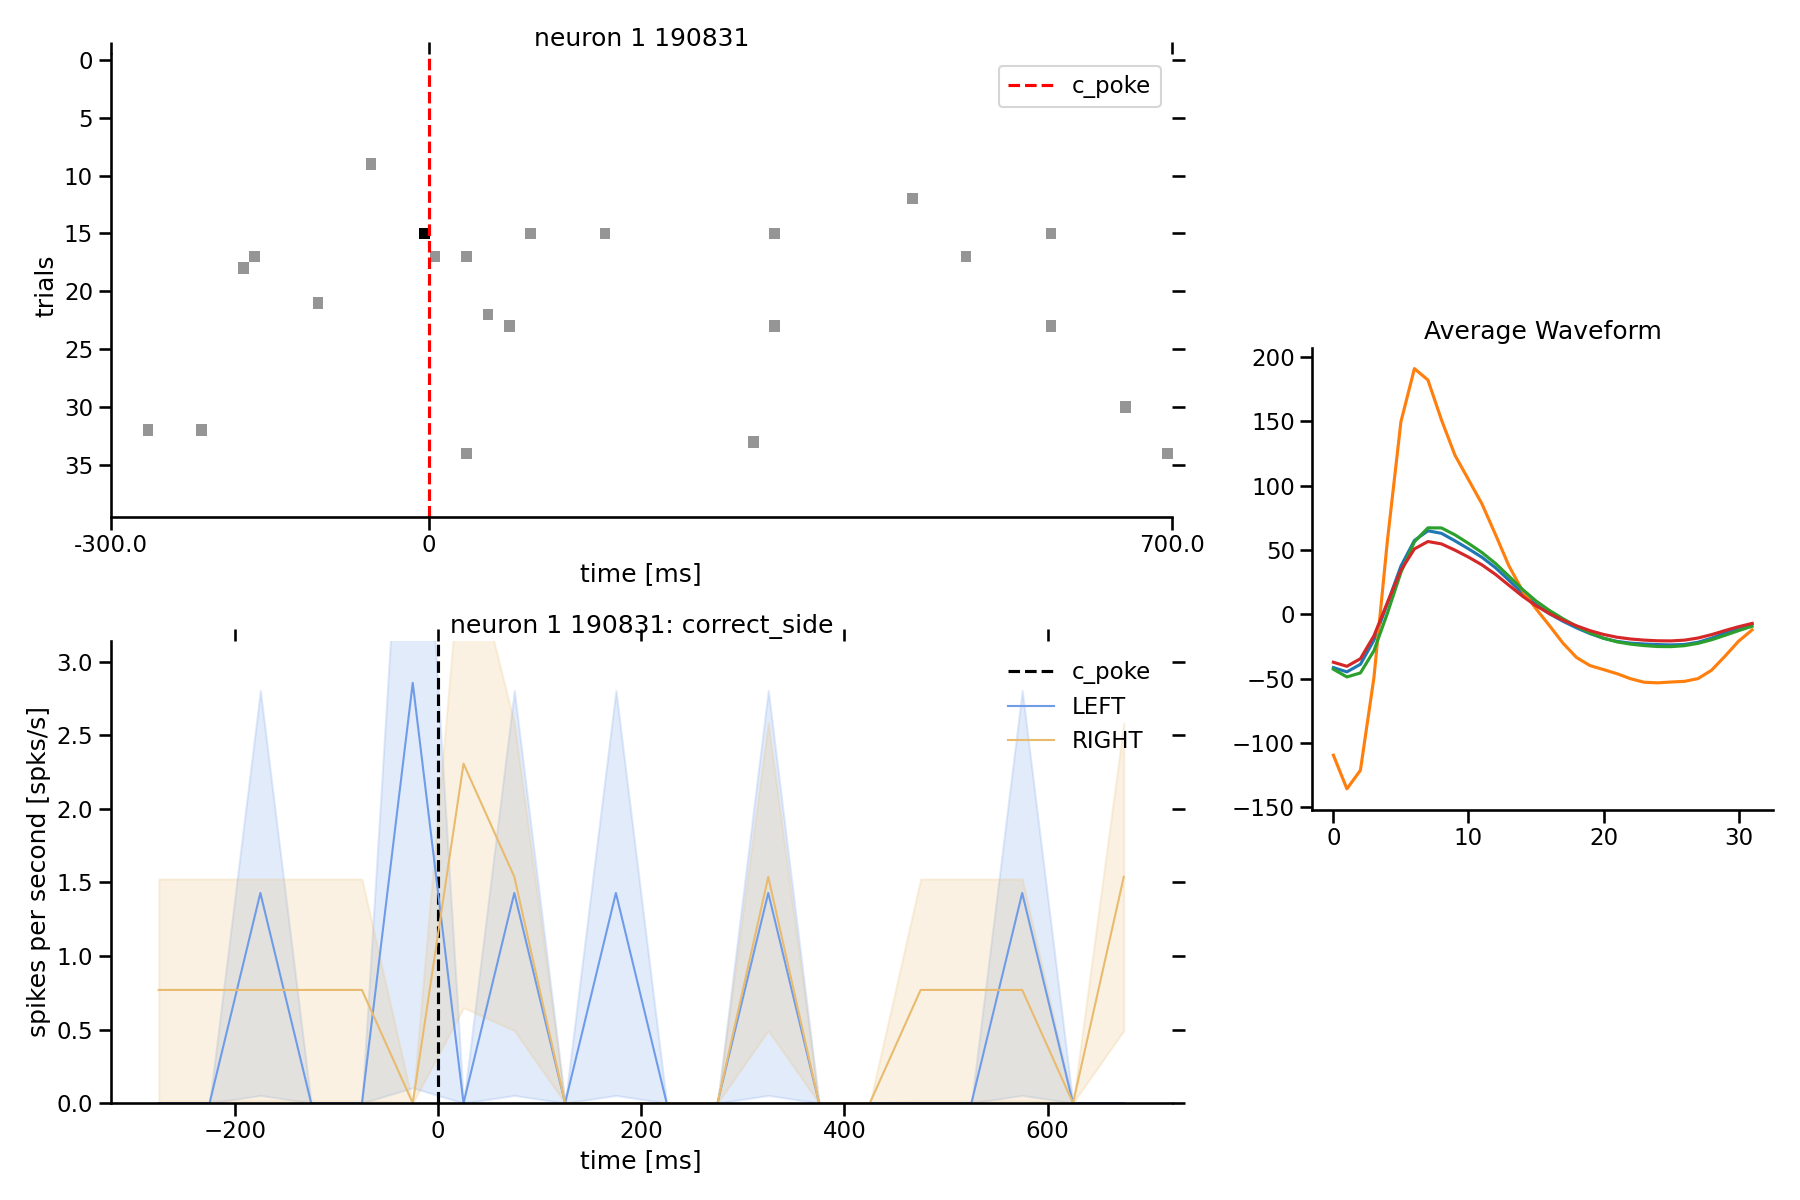 neuron 1 190831
0
5
10
15
20
25
30
35
trials
c_poke
-300.0 0 700.0
time [ms]
neuron 1 190831: correct_side
3.0
2.5
2.0
1.5
1.0
0.5
0.0
spikes per second [spks/s]
c_poke
LEFT
RIGHT
−200 0 200 400 600
time [ms]
Average Waveform
200
150
100
50
0
−50
−100
−150
0 10 20 30